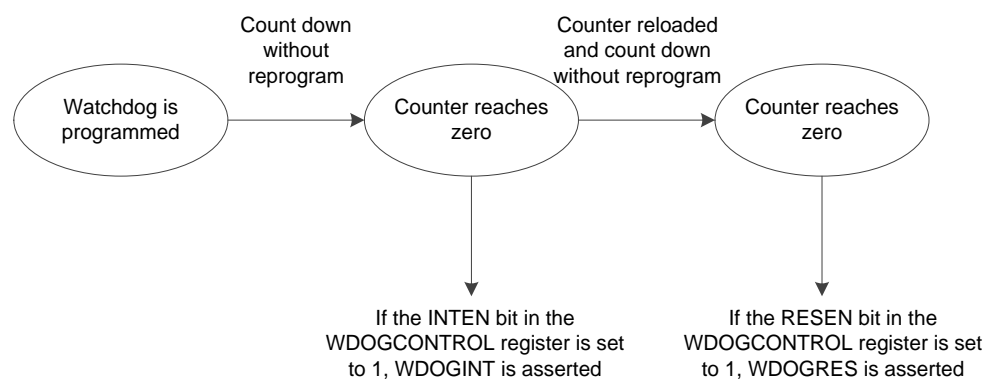 Count down
without
reprogram
Counter reloaded
and count down
without reprogram
Watchdog is
programmed
Counter reaches
zero
Counter reaches
zero
If the INTEN bit in the
WDOGCONTROL register is set
to 1, WDOGINT is asserted
If the RESEN bit in the
WDOGCONTROL register is set
to 1, WDOGRES is asserted